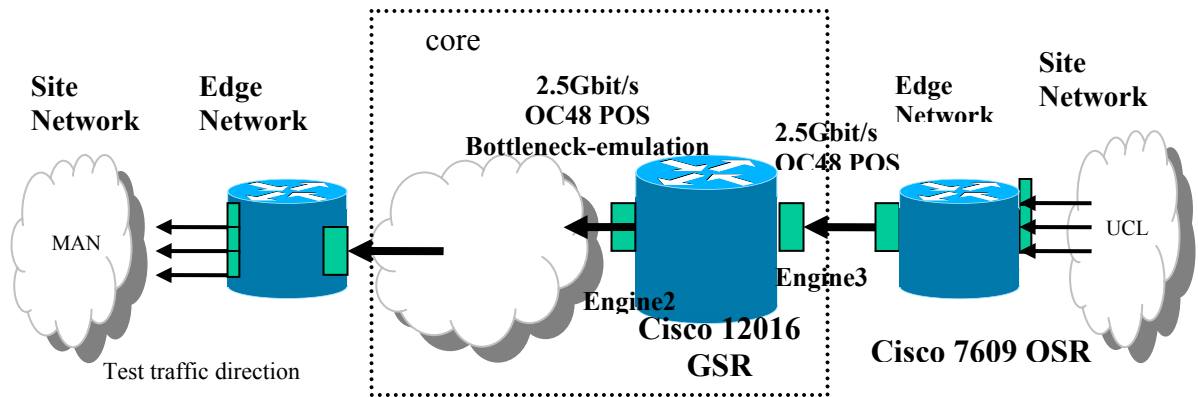 core
Site
Network
Edge
Network
2.5Gbit/s
OC48 POS
Bottleneck-emulation
2.5Gbit/s
OC48 POS
Edge
Network
Site
Network
MAN
UCL
Engine2
Engine3
Cisco 12016
GSR
Cisco 7609 OSR
Test traffic direction